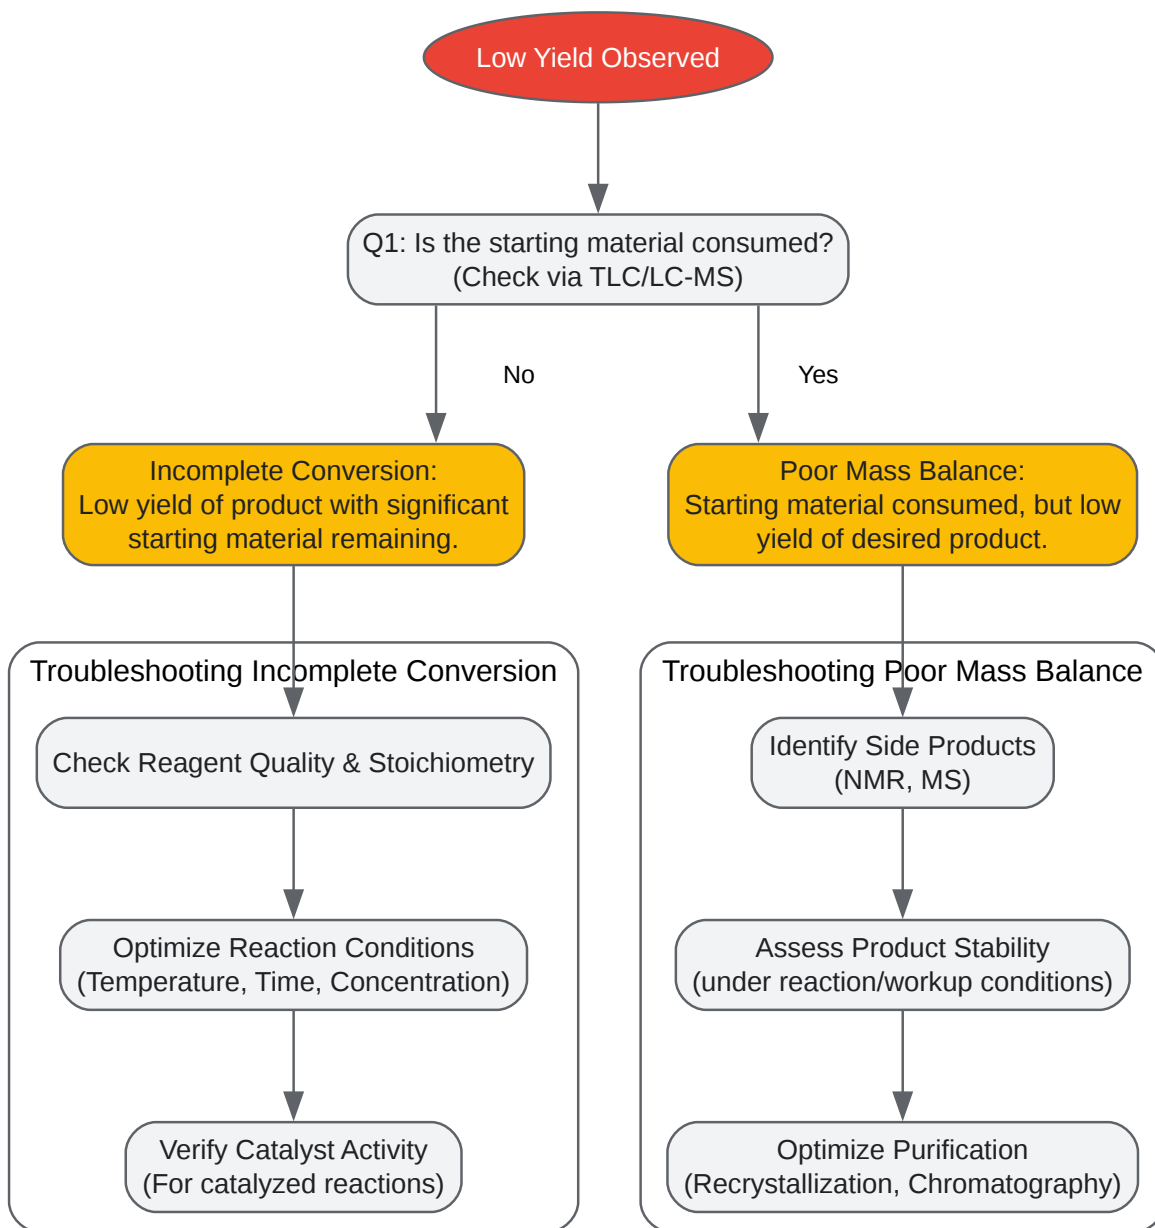 Low Yield Observed
Q1: Is the starting material consumed?
(Check via TLC/LC-MS)
No
Yes
Incomplete Conversion:
Low yield of product with significant
starting material remaining.
Poor Mass Balance:
Starting material consumed, but low
yield of desired product.
Troubleshooting Incomplete Conversion
Check Reagent Quality & Stoichiometry
Optimize Reaction Conditions
(Temperature, Time, Concentration)
Verify Catalyst Activity
(For catalyzed reactions)
Troubleshooting Poor Mass Balance
Identify Side Products
(NMR, MS)
Assess Product Stability
(under reaction/workup conditions)
Optimize Purification
(Recrystallization, Chromatography)